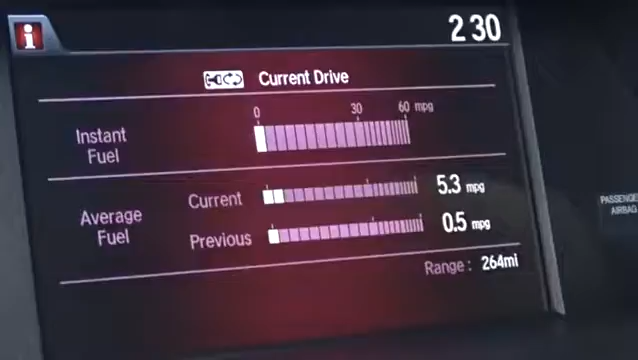 i
2 30
Current Drive
0 30 60 mpg
Instant
Fuel
Current 5.3 mpg
Average
Fuel
Previous 0.5 mpg
Range : 264mi
PASSENGE
AIRBAG